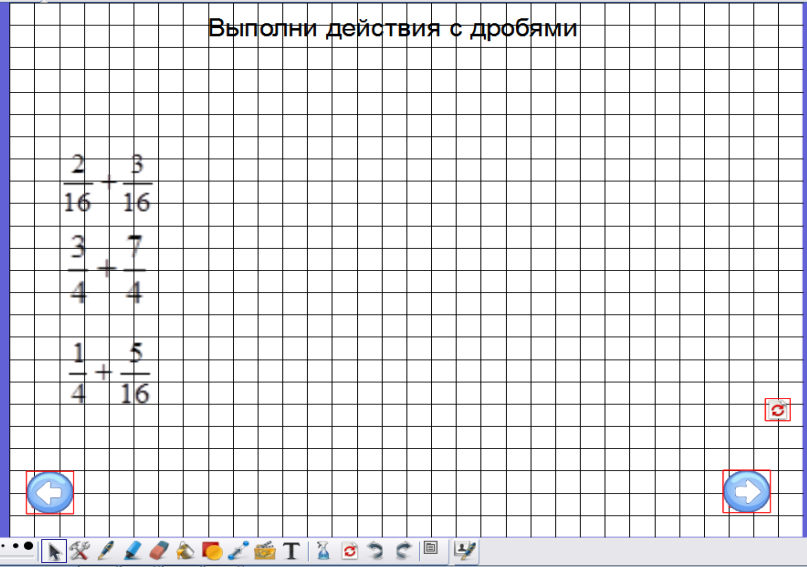 Выполни действия с дробями
2/16 + 3/16
3/4 + 7/4
1/4 + 5/16
T